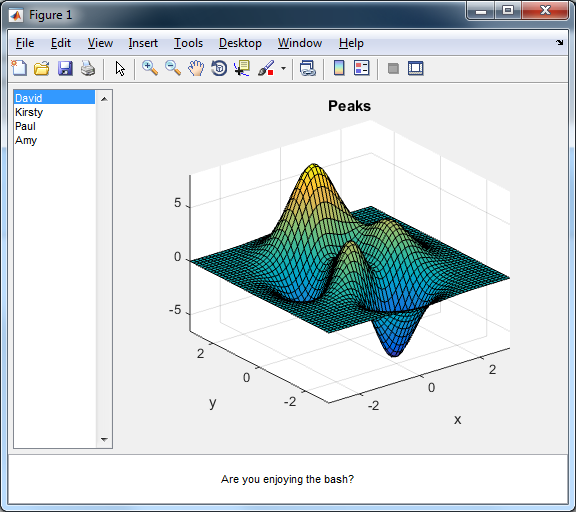 Figure 1
File Edit View Insert Tools Desktop Window Help
David
Kirsty
Paul
Amy
Peaks
5
0
-5
2
0
-2
y
-2
0
2
x
Are you enjoying the bash?